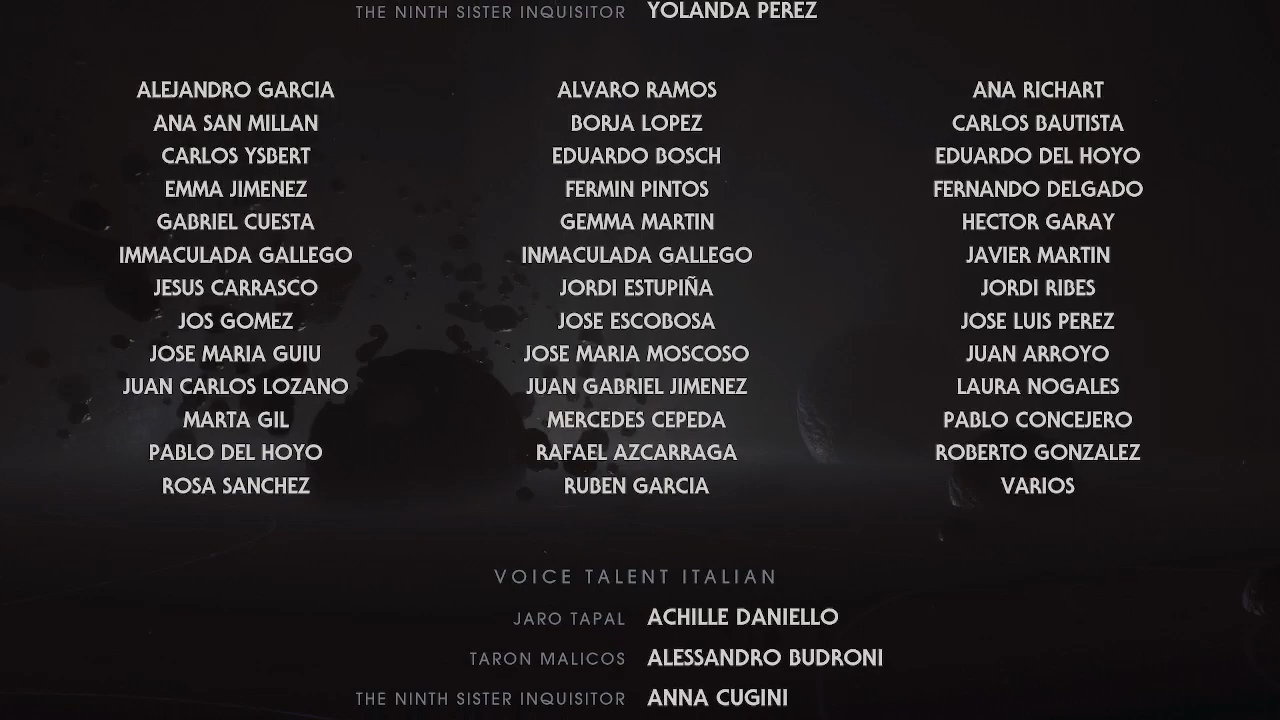 THE NINTH SISTER INQUISITOR YOLANDA PEREZ
ALEJANDRO GARCIA ALVARO RAMOS ANA RICHART
ANA SAN MILLAN BORJA LOPEZ CARLOS BAUTISTA
CARLOS YSBERT EDUARDO BOSCH EDUARDO DEL HOYO
EMMA JIMENEZ FERMIN PINTOS FERNANDO DELGADO
GABRIEL CUESTA GEMMA MARTIN HECTOR GARAY
IMMACULADA GALLEGO INMACULADA GALLEGO JAVIER MARTIN
JESUS CARRASCO JORDI ESTUPIÑA JORDI RIBES
JOS GOMEZ JOSE ESCOBOSA JOSE LUIS PEREZ
JOSE MARIA GUIU JOSE MARIA MOSCOSO JUAN ARROYO
JUAN CARLOS LOZANO JUAN GABRIEL JIMENEZ LAURA NOGALES
MARTA GIL MERCEDES CEPEDA PABLO CONCEJERO
PABLO DEL HOYO RAFAEL AZCARRAGA ROBERTO GONZALEZ
ROSA SANCHEZ RUBEN GARCIA VARIOS
VOICE TALENT ITALIAN
JARO TAPAL ACHILLE DANIELLO
TARON MALICOS ALESSANDRO BUDRONI
THE NINTH SISTER INQUISITOR ANNA CUGINI